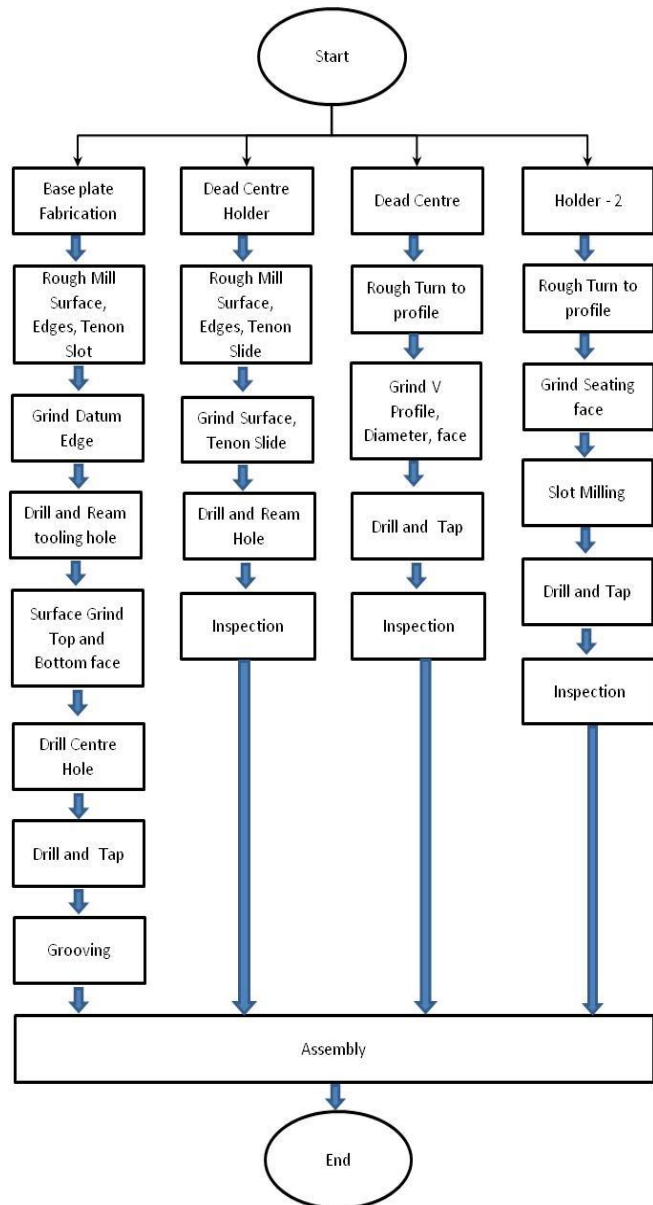 Start
Base plate
Fabrication
Rough Mill
Surface,
Edges, Tenon
Slot
Grind Datum
Edge
Drill and Ream
tooling hole
Surface Grind
Top and
Bottom face
Drill Centre
Hole
Drill and Tap
Grooving
Dead Centre
Holder
Rough Mill
Surface,
Edges, Tenon
Slide
Grind Surface,
Tenon Slide
Drill and Ream
Hole
Inspection
Dead Centre
Rough Turn to
profile
Grind V
Profile,
Diameter, face
Drill and Tap
Inspection
Holder - 2
Rough Turn to
profile
Grind Seating
face
Slot Milling
Drill and Tap
Inspection
Assembly
End